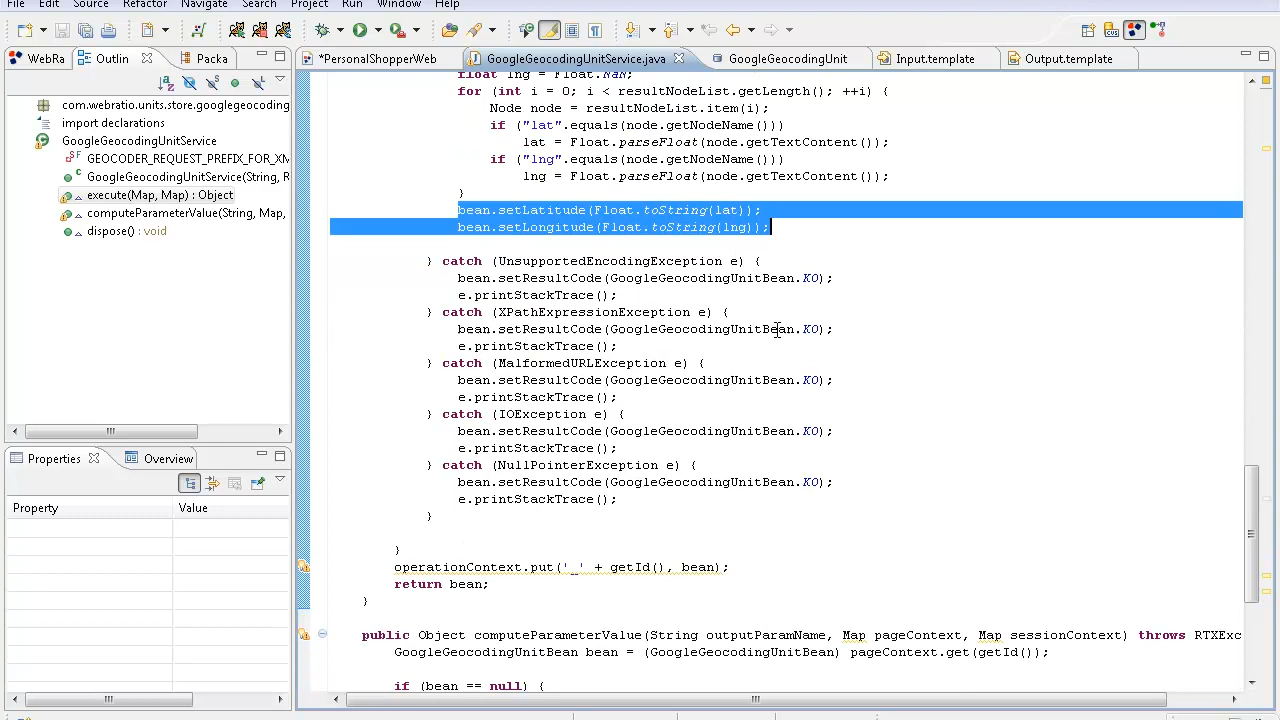 File Edit Source Refactor Navigate Search Project Run Window Help
WebRa Outlin Packa
com.webratio.units.store.googlegeocoding
import declarations
GoogleGeocodingUnitService
GEOCODER_REQUEST_PREFIX_FOR_XM
GoogleGeocodingUnitService(String, R
execute(Map, Map) : Object
computeParameterValue(String, Map,
dispose() : void
Properties Overview
Property Value
*PersonalShopperWeb GoogleGeocodingUnitService.java GoogleGeocodingUnit Input.template Output.template
float lng = Float.NaN;
for (int i = 0; i < resultNodeList.getLength(); ++i) {
Node node = resultNodeList.item(i);
if ("lat".equals(node.getNodeName()))
lat = Float.parseFloat(node.getTextContent());
if ("lng".equals(node.getNodeName()))
lng = Float.parseFloat(node.getTextContent());
}
bean.setLatitude(Float.toString(lat));
bean.setLongitude(Float.toString(lng));
} catch (UnsupportedEncodingException e) {
bean.setResultCode(GoogleGeocodingUnitBean.KO);
e.printStackTrace();
} catch (XPathExpressionException e) {
bean.setResultCode(GoogleGeocodingUnitBean.KO);
e.printStackTrace();
} catch (MalformedURLException e) {
bean.setResultCode(GoogleGeocodingUnitBean.KO);
e.printStackTrace();
} catch (IOException e) {
bean.setResultCode(GoogleGeocodingUnitBean.KO);
e.printStackTrace();
} catch (NullPointerException e) {
bean.setResultCode(GoogleGeocodingUnitBean.KO);
e.printStackTrace();
}
}
operationContext.put('_' + getId(), bean);
return bean;
}
public Object computeParameterValue(String outputParamName, Map pageContext, Map sessionContext) throws RTXExc
GoogleGeocodingUnitBean bean = (GoogleGeocodingUnitBean) pageContext.get(getId());
if (bean == null) {